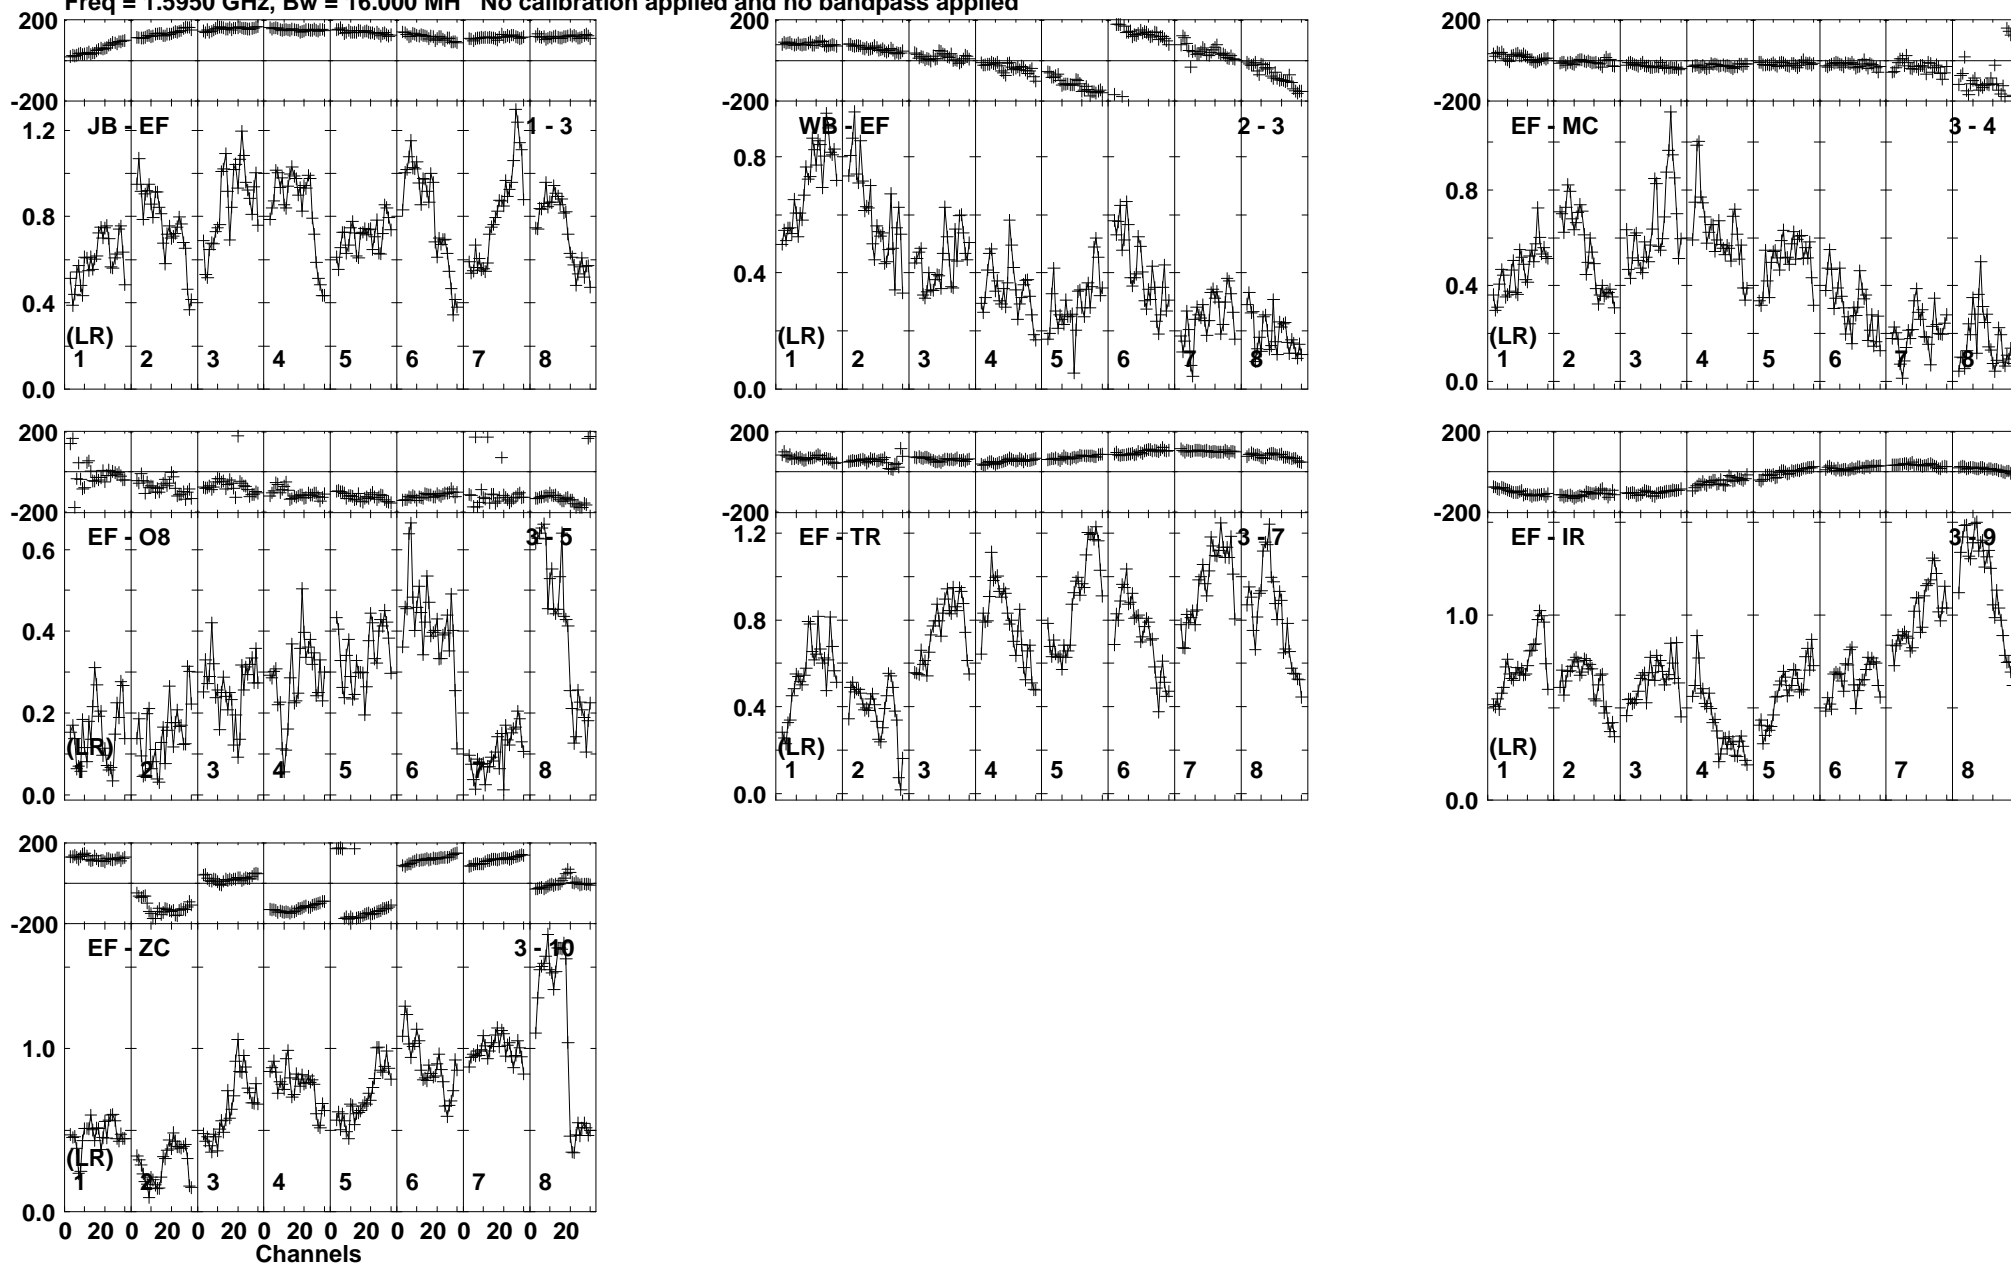 Freq = 1.5950 GHz, Bw = 16.000 MH   No calibration applied and no bandpass applied
200 200 200
-200 -200 -200
JB - EF 1 - 3 WB - EF 2 - 3 EF - MC 3 - 4
1.2
0.8 0.8 0.8
0.4 0.4 0.4
(LR) (LR) (LR)
1 2 3 4 5 6 7 8 1 2 3 4 5 6 7 8 1 2 3 4 5 6 7 8
0.0 0.0 0.0
200 200 200
-200 -200 -200
EF - O8 3 - 5 EF - TR 3 - 7 EF - IR 3 - 9
0.6 1.2
0.4 0.8 1.0
0.2 0.4
(LR) (LR) (LR)
1 2 3 4 5 6 7 8 1 2 3 4 5 6 7 8 1 2 3 4 5 6 7 8
0.0 0.0 0.0
200
-200
EF - ZC 3 - 10
1.0
(LR)
1 2 3 4 5 6 7 8
0.0
0 20 0 20 0 20 0 20 0 20 0 20 0 20 0 20
Channels